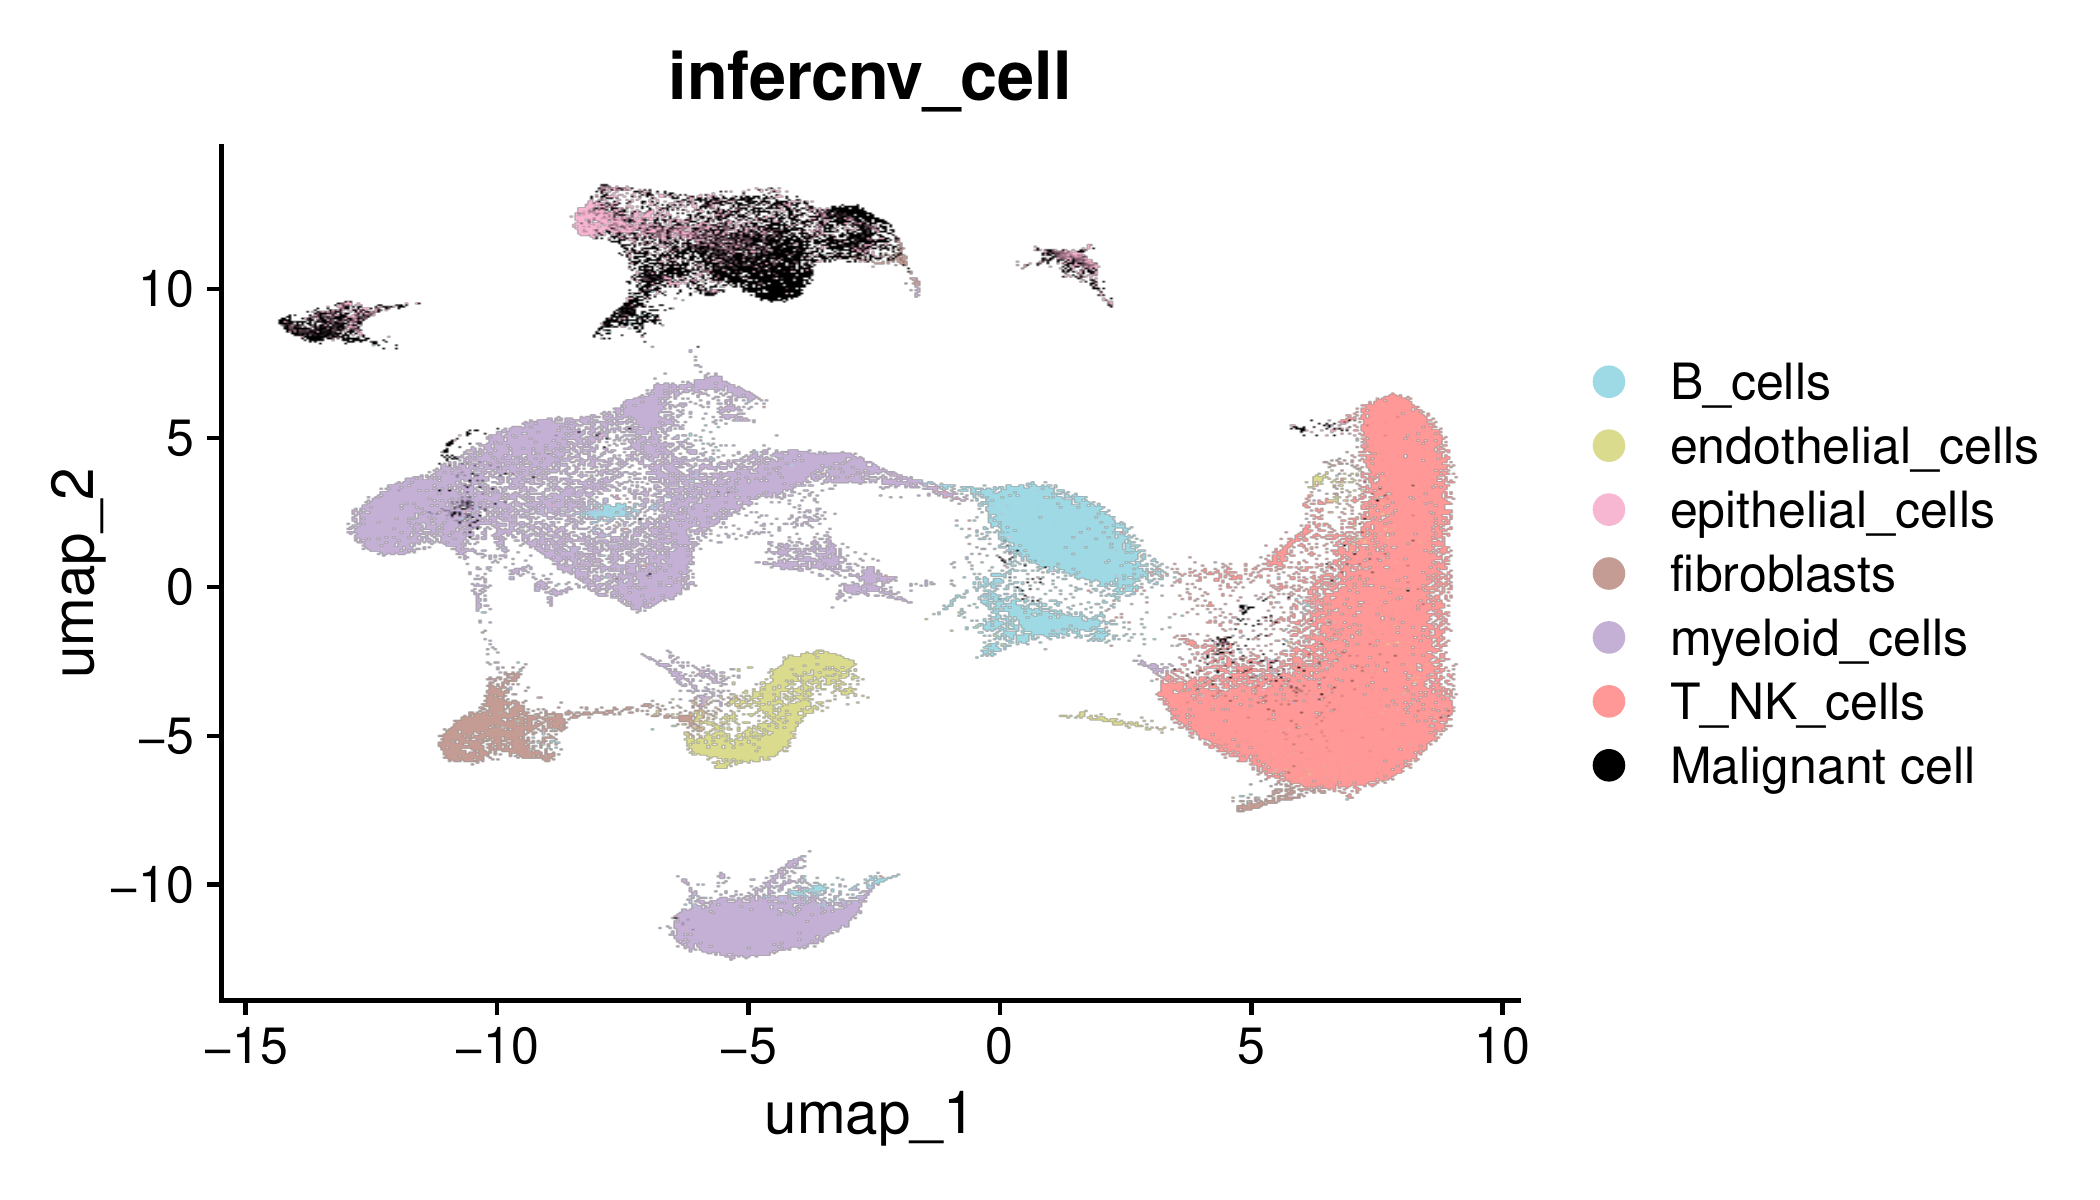 infercnv_cell
umap_2
10
5
0
−5
−10
−15
−10
−5
0
5
10
umap_1
B_cells
endothelial_cells
epithelial_cells
fibroblasts
myeloid_cells
T_NK_cells
Malignant cell